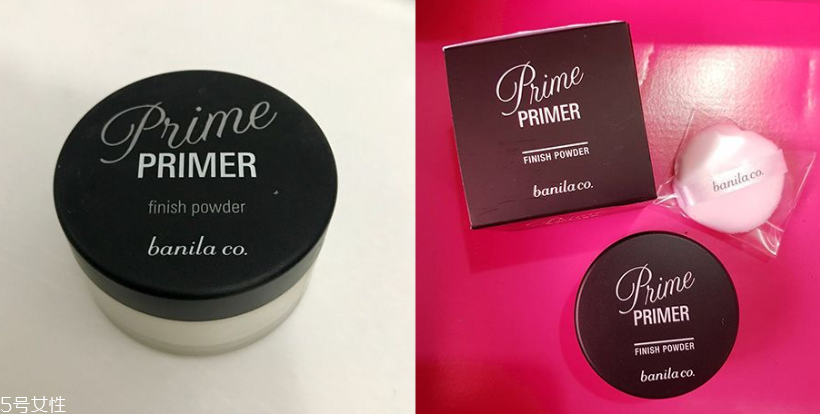 Prime
PRIMER
finish powder
banila co.
Prime
PRIMER
FINISH POWDER
banila co.
banila co.
Prime
PRIMER
FINISH POWDER
banila co.
5号女性